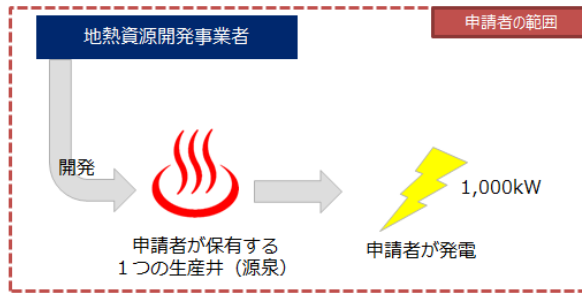 申請者の範囲
地熱資源開発事業者
開発
1,000kW
申請者が保有する
１つの生産井（源泉）
申請者が発電